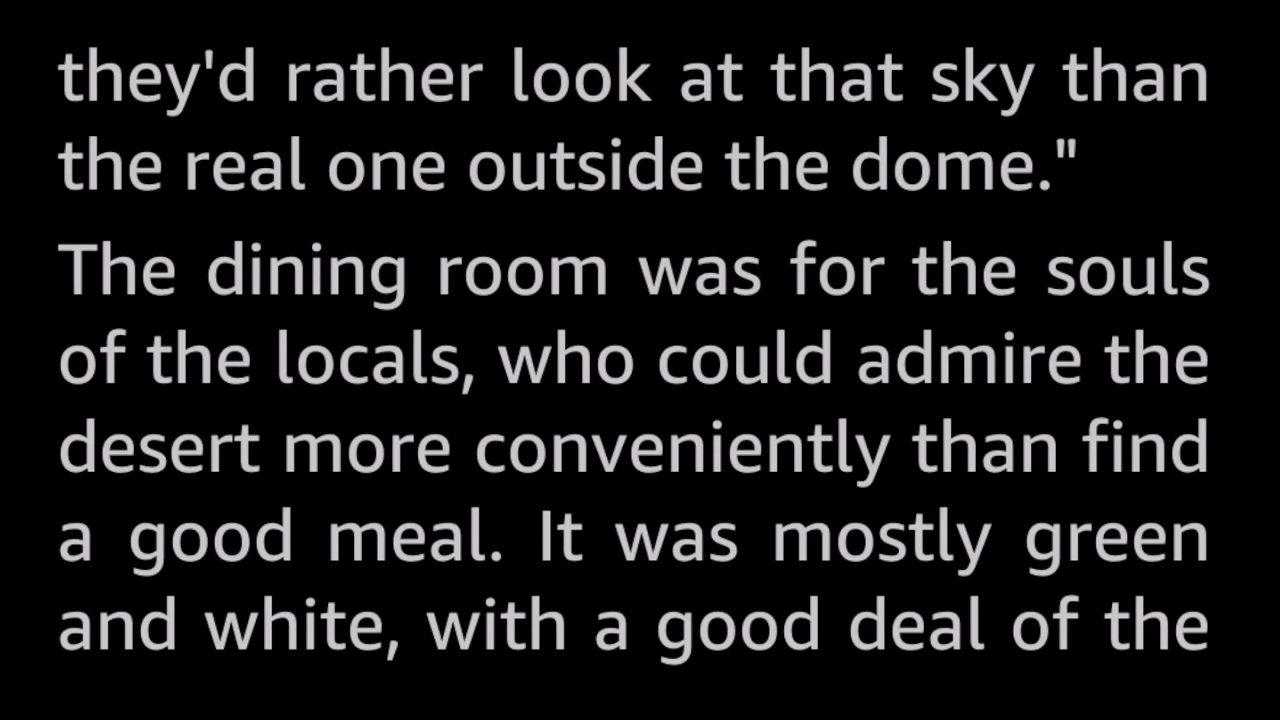 they'd rather look at that sky than
the real one outside the dome."
The dining room was for the souls
of the locals, who could admire the
desert more conveniently than find
a good meal. It was mostly green
and white, with a good deal of the